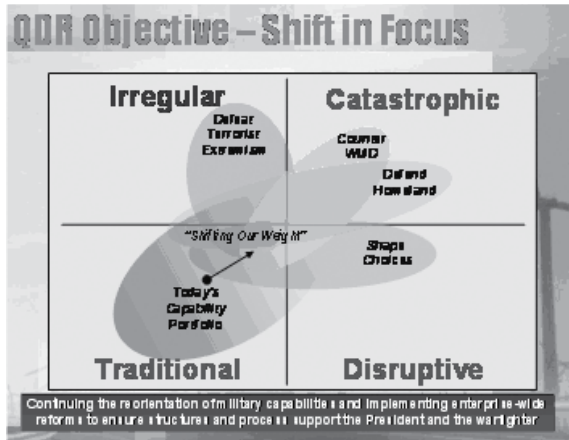 QDR Objective – Shift in Focus
Irregular
Catastrophic
Defeat
Terrorist
Extremism
Counter
WMD
Defend
Homeland
"Shifting Our Weight"
Shape
Choices
Today's
Capability
Portfolio
Traditional
Disruptive
Continuing the reorientation of military capabilities and implementing enterprise-wide
reforms to ensure structures and process support the President and the warfighter